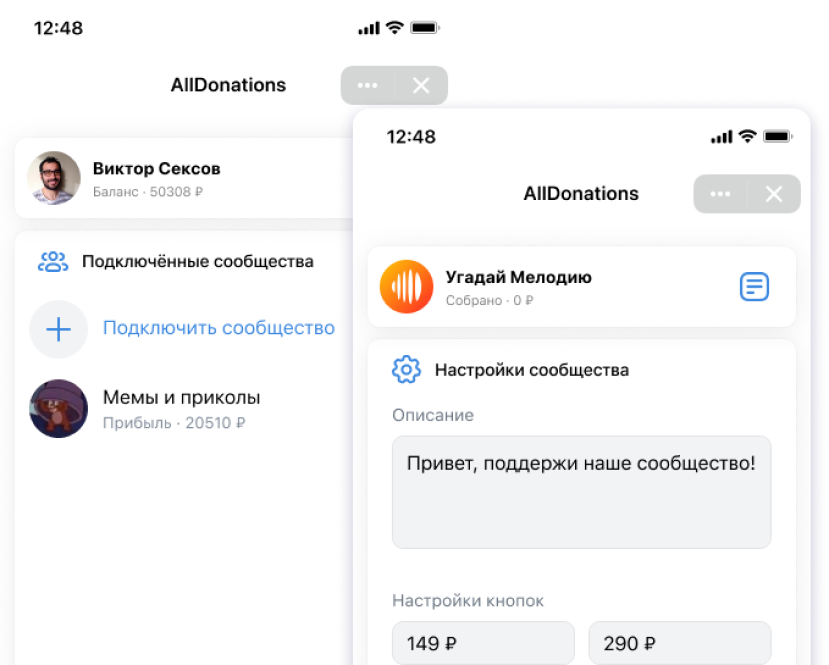 12:48
AllDonations
Виктор Сексов
Баланс · 50308 ₽
Подключённые сообщества
Подключить сообщество
Мемы и приколы
Прибыль · 20510 ₽
12:48
AllDonations
Угадай Мелодию
Собрано · 0 ₽
Настройки сообщества
Описание
Привет, поддержи наше сообщество!
Настройки кнопок
149 ₽
290 ₽